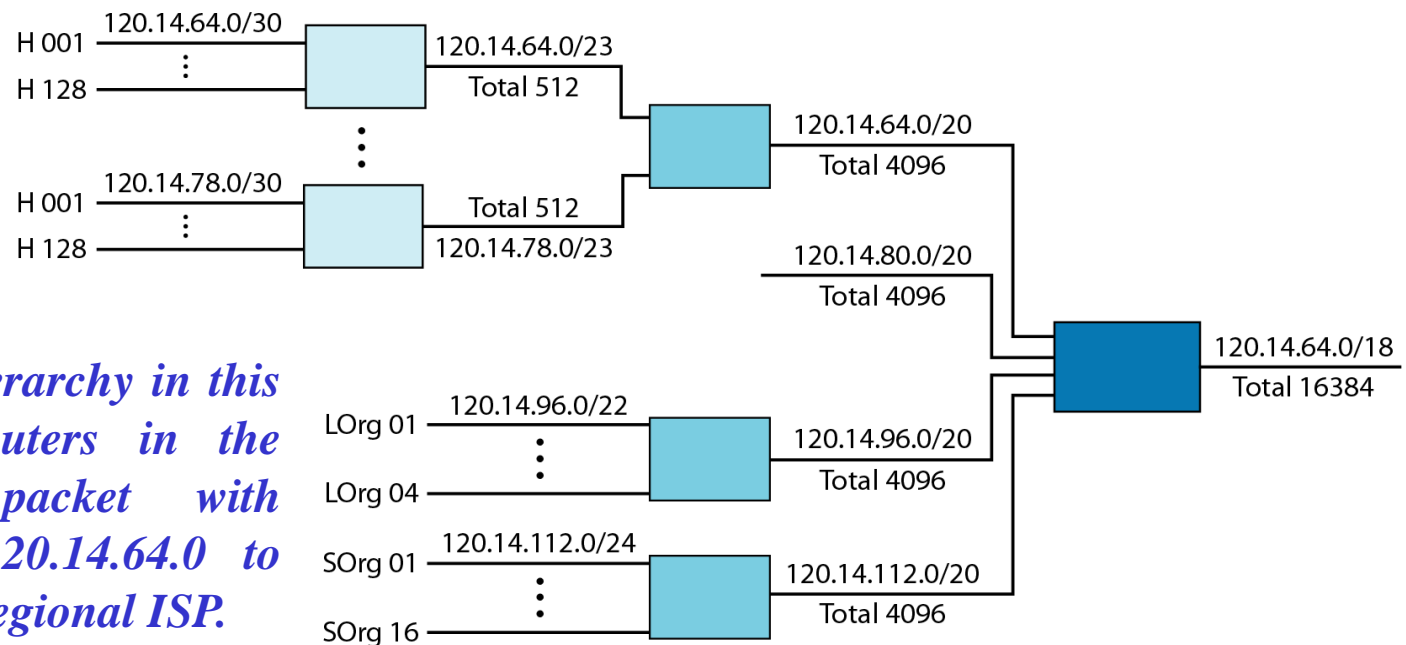 H 001
120.14.64.0/30
H 128
120.14.64.0/23
Total 512
H 001
120.14.78.0/30
H 128
Total 512
120.14.78.0/23
120.14.64.0/20
Total 4096
120.14.80.0/20
Total 4096
LOrg 01
120.14.96.0/22
LOrg 04
120.14.96.0/20
Total 4096
SOrg 01
120.14.112.0/24
SOrg 16
120.14.112.0/20
Total 4096
120.14.64.0/18
Total 16384
erarchy in this
uters in the
packet with
20.14.64.0 to
egional ISP.